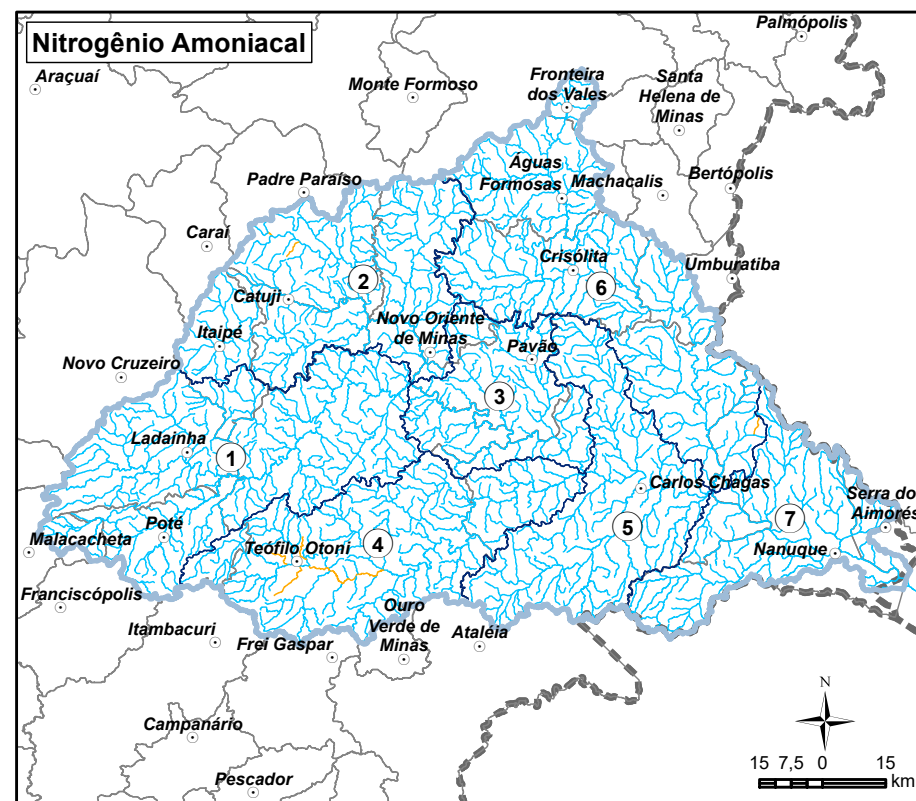 Nitrogênio Amoniacal
Palmópolis
Araçuaí
Monte Formoso
Fronteira
dos Vales
Santa
Helena de
Minas
Águas
Formosas
Machacalis
Bertópolis
Padre Paraíso
Caraí
Crisólita
Umburatiba
2
6
Catuji
Itaipé
Novo Oriente
de Minas
Pavão
Novo Cruzeiro
3
Ladainha
1
Carlos Chagas
Serra dos
Aimorés
Malacacheta
Poté
Teófilo Otoni
4
5
7
Nanuque
Franciscópolis
Itambacuri
Ouro
Verde de
Minas
Ataléia
Frei Gaspar
Campanário
Pescador
N
15 7,5 0 15
km